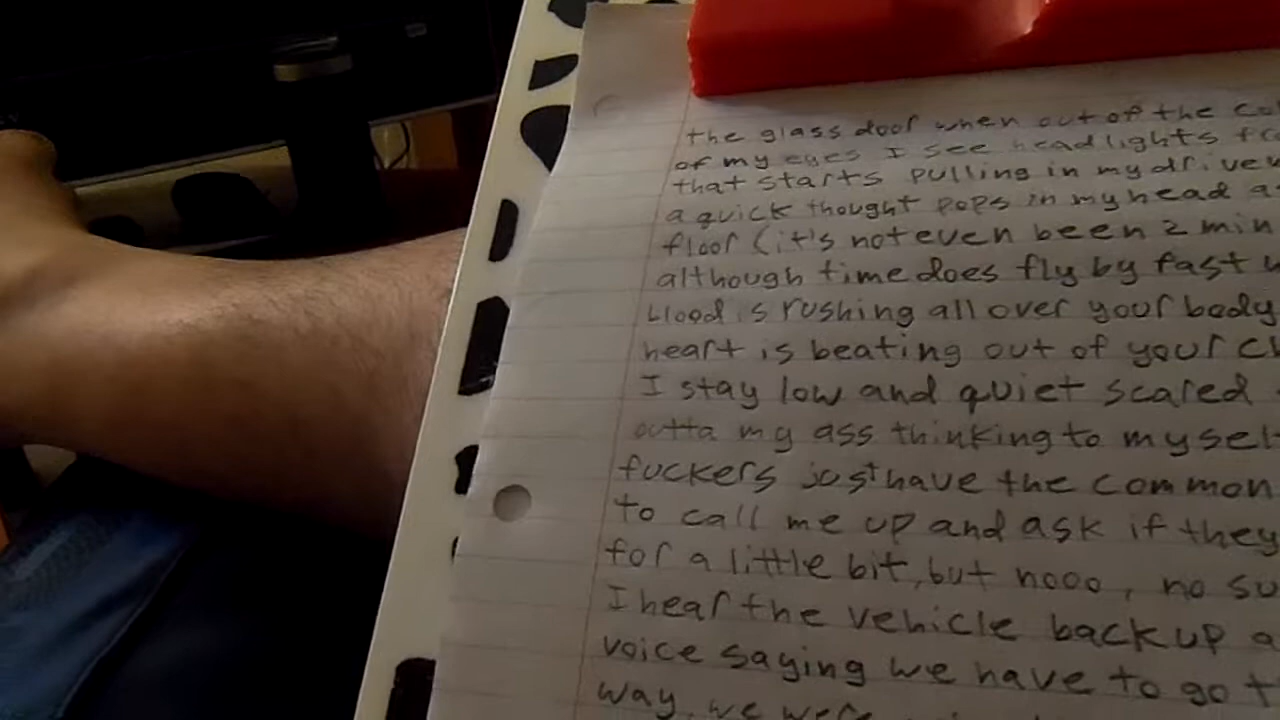 the glass door when out of the
of my eyes I see headlights
that starts pulling in my
a quick thought pops in my head
floor (it's not even been 2 min
although time does fly by fast
blood is rushing all over your body
heart is beating out of your
I stay low and quiet scared
outta my ass thinking to
fuckers just have the common
to call me up and ask if they
for a little bit, but nooo, no
I hear the vehicle back up
voice saying we have to go
way, we were